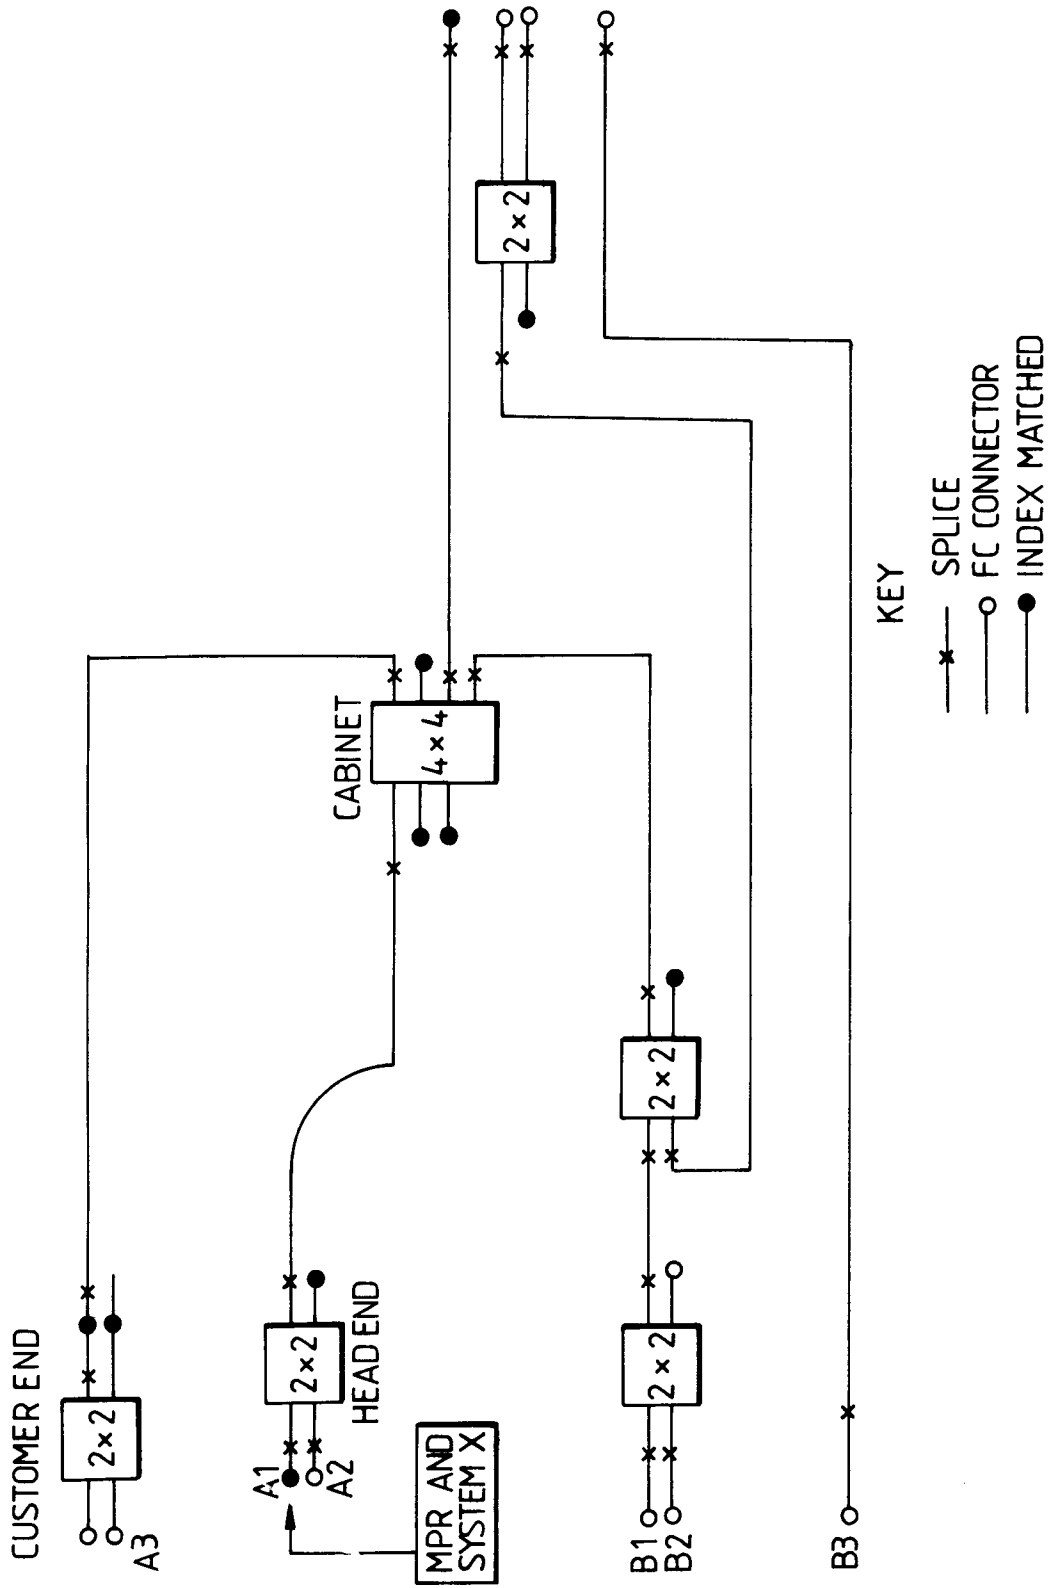 CUSTOMER END
2×2
A3
A1
A2
2×2
HEAD END
MPR AND
SYSTEM X
CABINET
4×4
2×2
B1
B2
2×2
2×2
B3
KEY
SPLICE
FC CONNECTOR
INDEX MATCHED